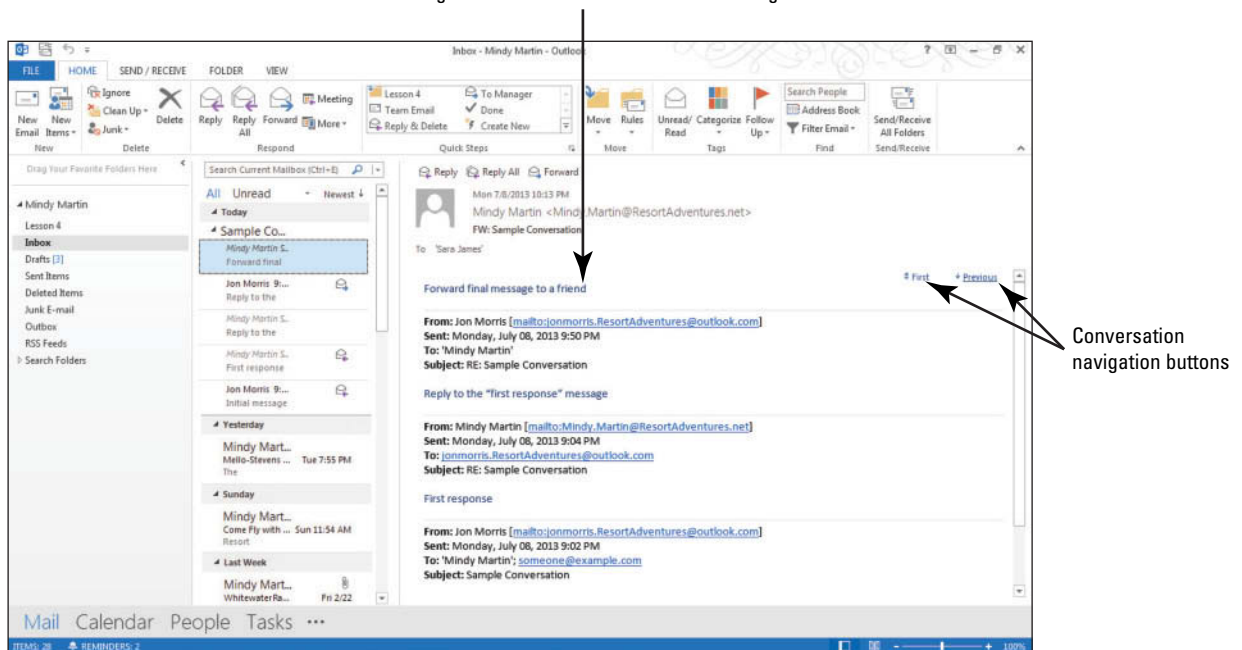 Inbox - Mindy Martin - Outlook
FILE HOME SEND / RECEIVE FOLDER VIEW
New Email
New Items
Ignore
Clean Up
Junk
Delete
Reply
Reply All
Forward
Meeting
More
Lesson 4
Team Email
Reply & Delete
To Manager
Done
Create New
Move
Rules
Unread/ Read
Categorize
Follow Up
Search People
Address Book
Filter Email
Send/Receive All Folders
New Delete Respond Quick Steps Move Tags Find Send/Receive
Drag Your Favorite Folders Here
Mindy Martin
Lesson 4
Inbox
Drafts [3]
Sent Items
Deleted Items
Junk E-mail
Outbox
RSS Feeds
Search Folders
Search Current Mailbox (Ctrl+E)
All Unread Newest
Today
Sample Co...
Mindy Martin S..
Forward final
Jon Morris 9:...
Reply to the
Mindy Martin S..
Reply to the
Mindy Martin S..
First response
Jon Morris 9:...
Initial message
Yesterday
Mindy Mart...
Mello-Stevens ... Tue 7:55 PM
The
Sunday
Mindy Mart...
Come Fly with ... Sun 11:54 AM
Resort
Last Week
Mindy Mart...
WhitewaterRa... Fri 2/22
Reply Reply All Forward
Mon 7/8/2013 10:13 PM
Mindy Martin <Mindy.Martin@ResortAdventures.net>
FW: Sample Conversation
To 'Sara James'
First Previous
Forward final message to a friend
From: Jon Morris [mailto:jonmorris.ResortAdventures@outlook.com]
Sent: Monday, July 08, 2013 9:50 PM
To: 'Mindy Martin'
Subject: RE: Sample Conversation
Reply to the "first response" message
From: Mindy Martin [mailto:Mindy.Martin@ResortAdventures.net]
Sent: Monday, July 08, 2013 9:04 PM
To: jonmorris.ResortAdventures@outlook.com
Subject: RE: Sample Conversation
First response
From: Jon Morris [mailto:jonmorris.ResortAdventures@outlook.com]
Sent: Monday, July 08, 2013 9:02 PM
To: 'Mindy Martin'; someone@example.com
Subject: Sample Conversation
Conversation
navigation buttons
Mail Calendar People Tasks ...
ITEMS: 28 REMINDERS: 2 100%